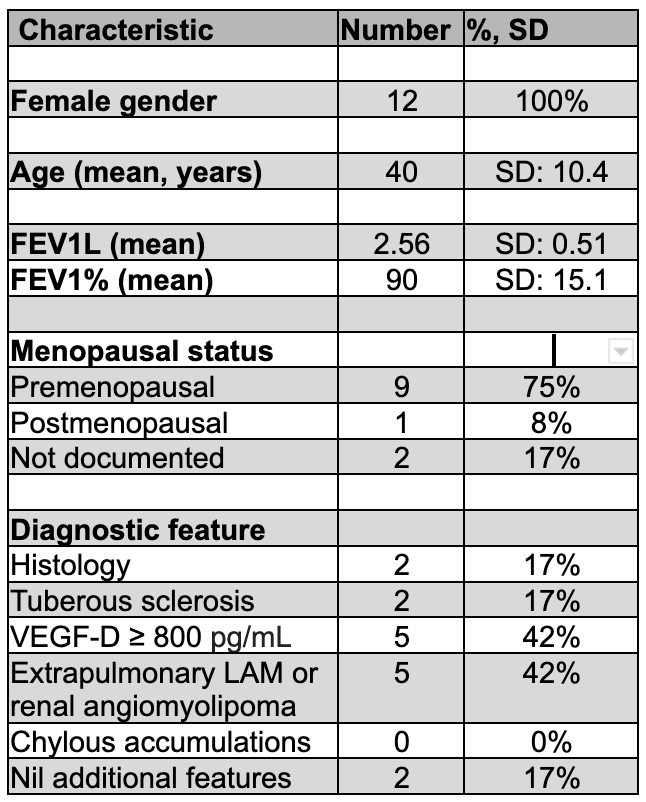 Characteristic Number %, SD
Female gender 12 100%
Age (mean, years) 40 SD: 10.4
FEV1L (mean) 2.56 SD: 0.51
FEV1% (mean) 90 SD: 15.1
Menopausal status
Premenopausal 9 75%
Postmenopausal 1 8%
Not documented 2 17%
Diagnostic feature
Histology 2 17%
Tuberous sclerosis 2 17%
VEGF-D ≥ 800 pg/mL 5 42%
Extrapulmonary LAM or 5 42%
renal angiomyolipoma
Chylous accumulations 0 0%
Nil additional features 2 17%